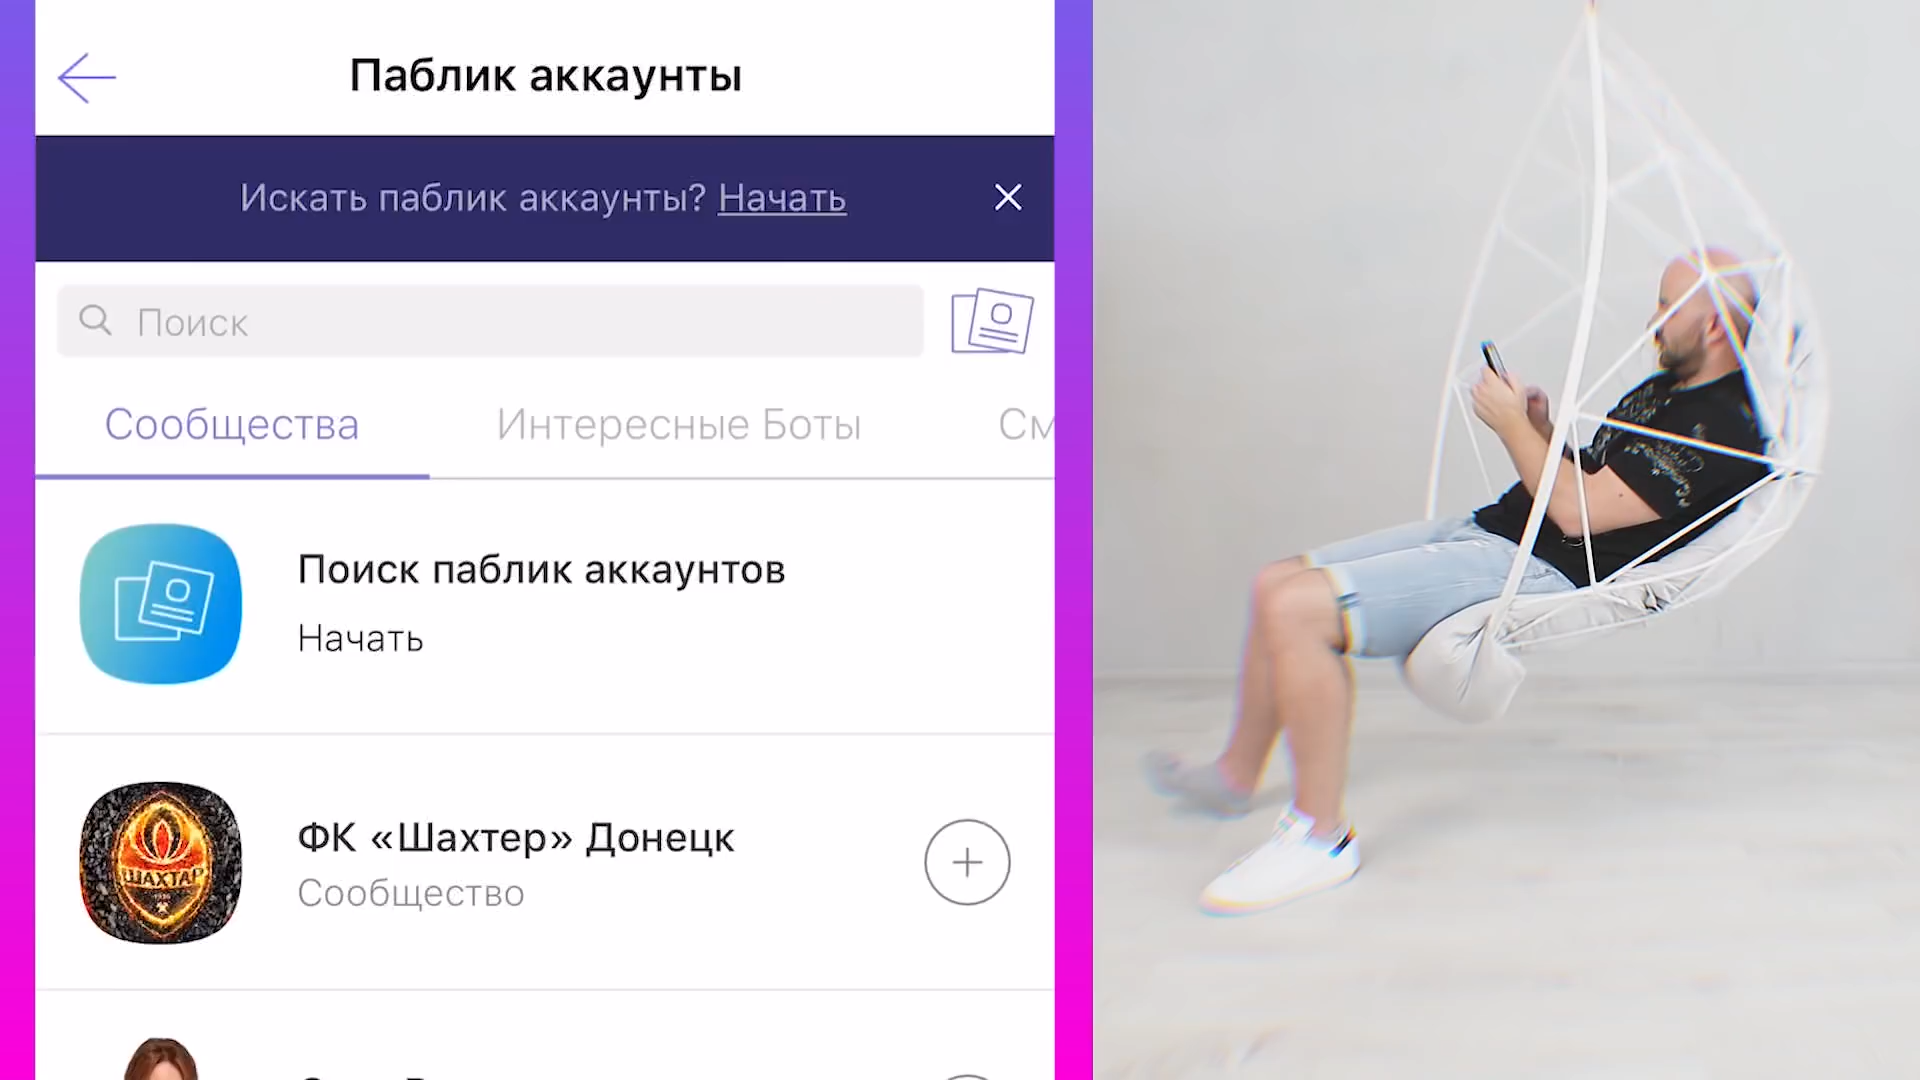 Паблик аккаунты
Искать паблик аккаунты? Начать
Поиск
Сообщества
Интересные Боты
См
Поиск паблик аккаунтов
Начать
ШАХТАР
ФК «Шахтер» Донецк
Сообщество